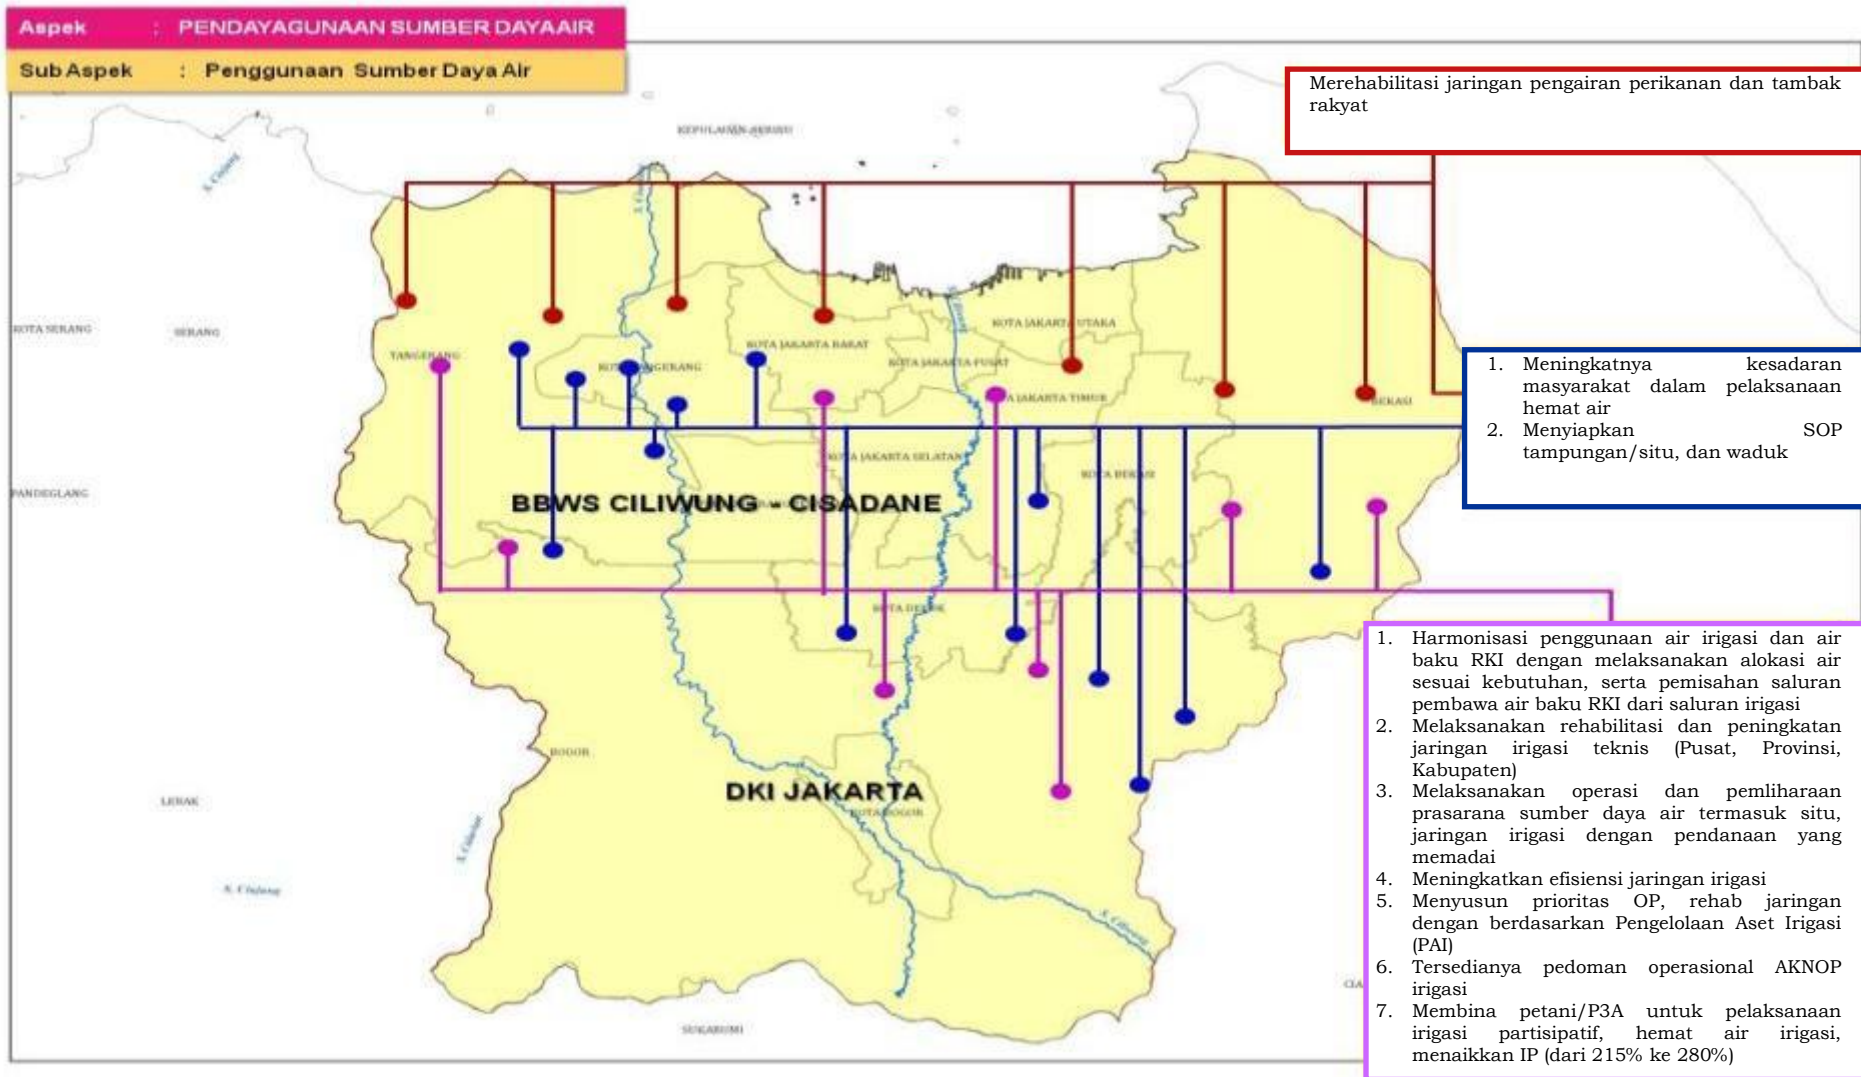 Aspek : PENDAYAGUNAAN SUMBER DAYAAIR
Sub Aspek : Penggunaan Sumber Daya Air
Merehabilitasi jaringan pengairan perikanan dan tambak
rakyat
KEPULAUAN SERIBU
S. Ciujung
KOTA SERANG
SERANG
TANGERANG
KOTA JAKARTA UTARA
KOTA JAKARTA BARAT
KOTA JAKARTA PUSAT
BEKASI
1. Meningkatnya kesadaran
masyarakat dalam pelaksanaan
hemat air
2. Menyiapkan SOP
tampungan/situ, dan waduk
A JAKARTA TIMUR
A JAKARTA SELATAN
KOTA BEKASI
PANDEGLANG
BBWS CILIWUNG - CISADANE
KOTA DEPOK
1. Harmonisasi penggunaan air irigasi dan air
baku RKI dengan melaksanakan alokasi air
sesuai kebutuhan, serta pemisahan saluran
pembawa air baku RKI dari saluran irigasi
2. Melaksanakan rehabilitasi dan peningkatan
jaringan irigasi teknis (Pusat, Provinsi,
Kabupaten)
3. Melaksanakan operasi dan pemliharaan
prasarana sumber daya air termasuk situ,
jaringan irigasi dengan pendanaan yang
memadai
4. Meningkatkan efisiensi jaringan irigasi
5. Menyusun prioritas OP, rehab jaringan
dengan berdasarkan Pengelolaan Aset Irigasi
(PAI)
6. Tersedianya pedoman operasional AKNOP
irigasi
7. Membina petani/P3A untuk pelaksanaan
irigasi partisipatif, hemat air irigasi,
menaikkan IP (dari 215% ke 280%)
BOGOR
DKI JAKARTA
LEBAK
KOTA BOGOR
CIA
SUKABUMI